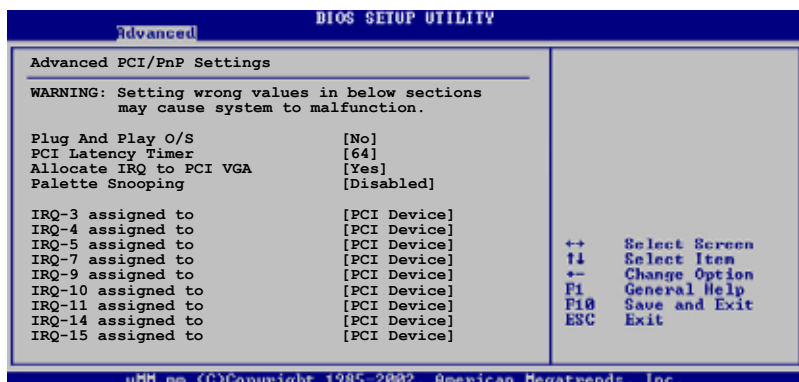 BIOS SETUP UTILITY
Advanced
Advanced PCI/PnP Settings
WARNING: Setting wrong values in below sections
may cause system to malfunction.
Plug And Play O/S [No]
PCI Latency Timer [64]
Allocate IRQ to PCI VGA [Yes]
Palette Snooping [Disabled]
IRQ-3 assigned to [PCI Device]
IRQ-4 assigned to [PCI Device]
IRQ-5 assigned to [PCI Device]
IRQ-7 assigned to [PCI Device]
IRQ-9 assigned to [PCI Device]
IRQ-10 assigned to [PCI Device]
IRQ-11 assigned to [PCI Device]
IRQ-14 assigned to [PCI Device]
IRQ-15 assigned to [PCI Device]
↔ Select Screen
↑↓ Select Item
+- Change Option
F1 General Help
F10 Save and Exit
ESC Exit
(C)Copyright 1985-2002, American Megatrends, Inc